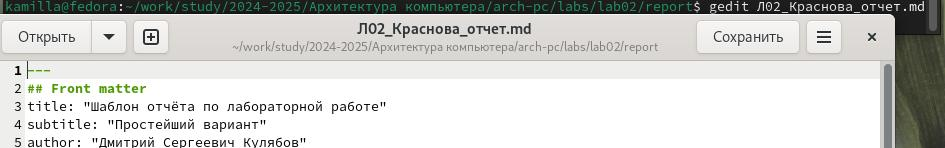 kamilla@fedora:~/work/study/2024-2025/Архитектура компьютера/arch-pc/labs/lab02/report$ gedit Л02_Краснова_отчет.md
Открыть
Л02_Краснова_отчет.md
~/work/study/2024-2025/Архитектура компьютера/arch-pc/labs/lab02/report
Сохранить
1 ---
2 ## Front matter
3 title: "Шаблон отчёта по лабораторной работе"
4 subtitle: "Простейший вариант"
5 author: "Дмитрий Сергеевич Кулябов"